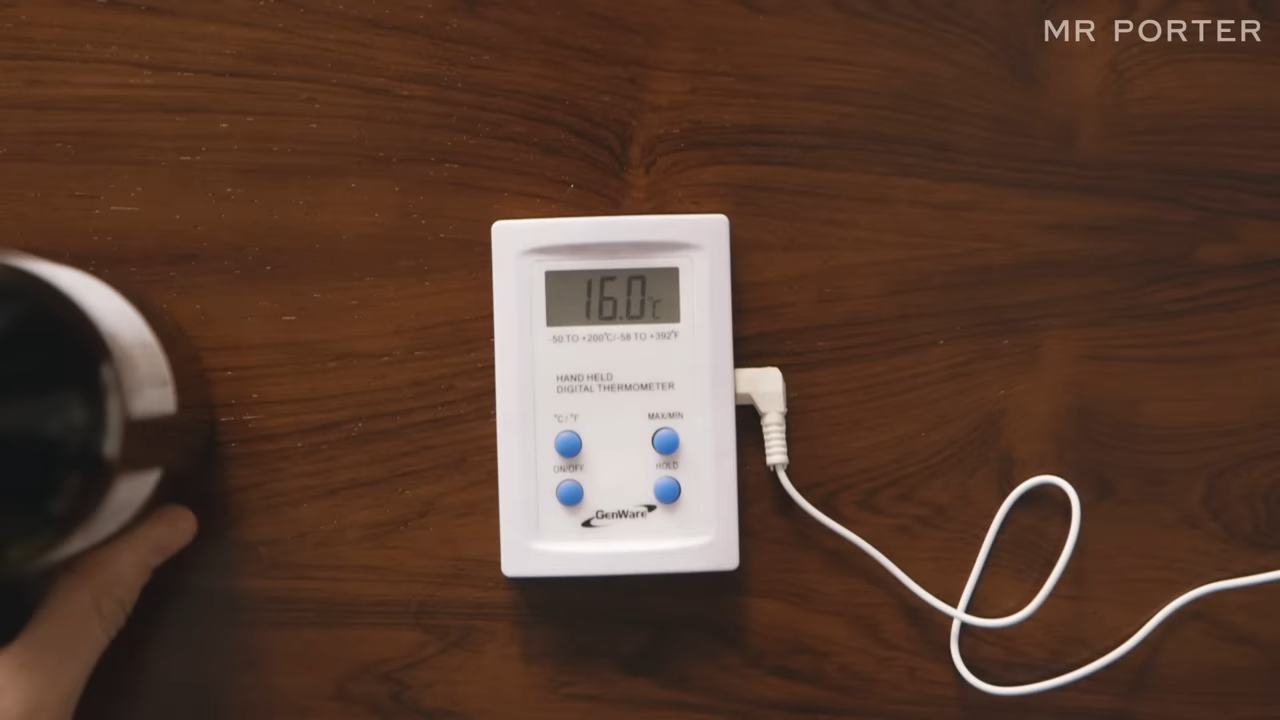 MR PORTER
16.0°C
-50 TO +200°C/-58 TO +392°F
HAND HELD
DIGITAL THERMOMETER
°C / °F
MAX/MIN
ON/OFF
HOLD
GenWare